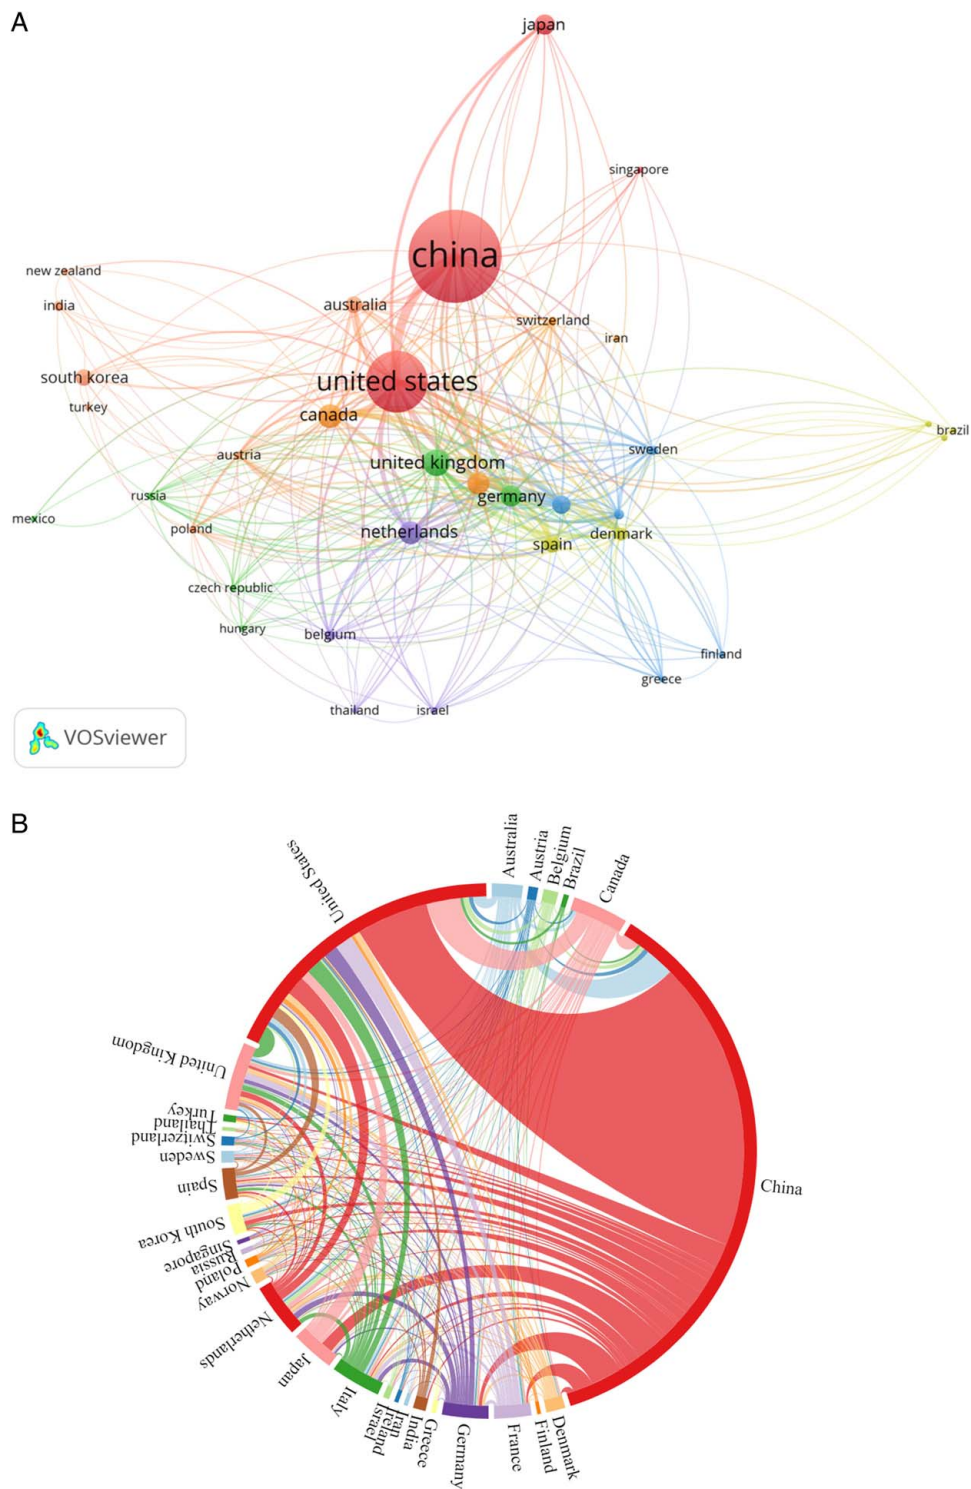 A
japan
singapore
china
new zealand
india
australia
switzerland
iran
south korea
united states
turkey
canada
brazil
austria
united kingdom
sweden
russia
germany
mexico
poland
netherlands
spain
denmark
czech republic
hungary
belgium
finland
greece
thailand
israel
VOSviewer
B
United States
Australia
Austria
Belgium
Brazil
Canada
China
Denmark
Finland
France
Germany
Greece
India
Iran
Ireland
Israel
Italy
Japan
Netherlands
Norway
Poland
Russia
Singapore
South Korea
Spain
Sweden
Switzerland
Thailand
Turkey
United Kingdom